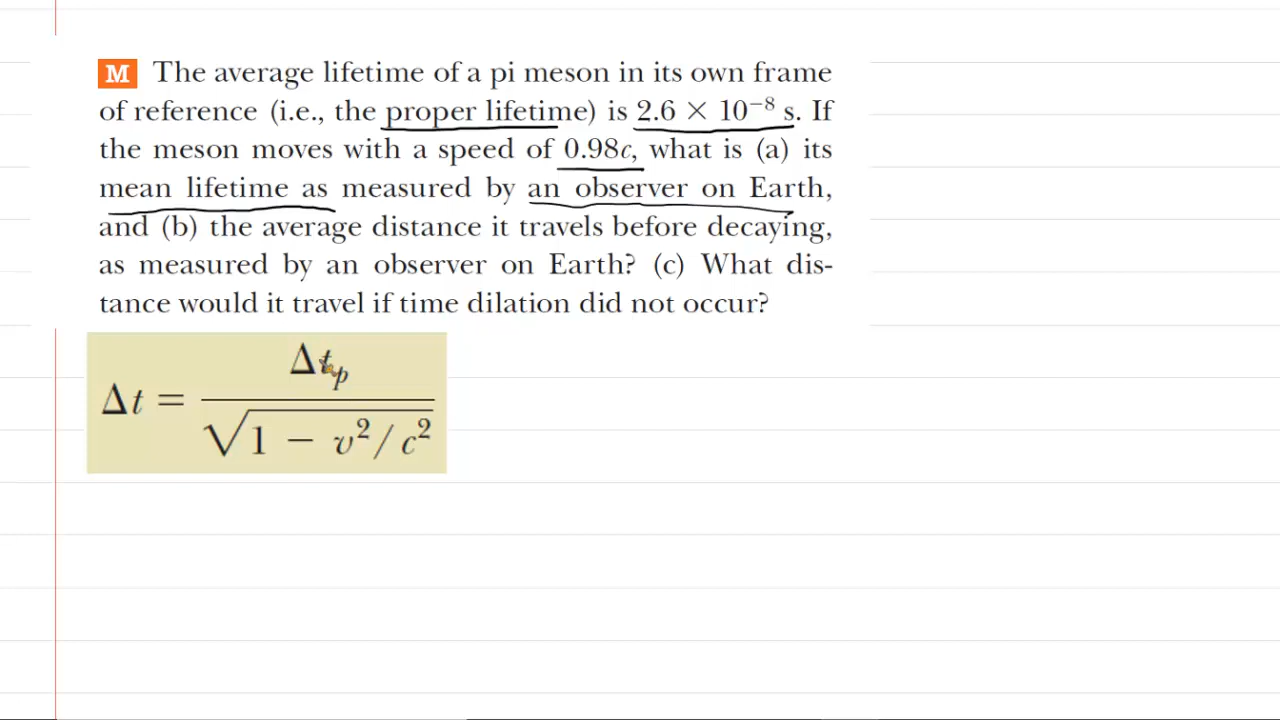 M The average lifetime of a pi meson in its own frame
of reference (i.e., the proper lifetime) is 2.6 × 10⁻⁸ s. If
the meson moves with a speed of 0.98c, what is (a) its
mean lifetime as measured by an observer on Earth,
and (b) the average distance it travels before decaying,
as measured by an observer on Earth? (c) What dis-
tance would it travel if time dilation did not occur?
Δt = Δtₚ / √1 − v²/c²